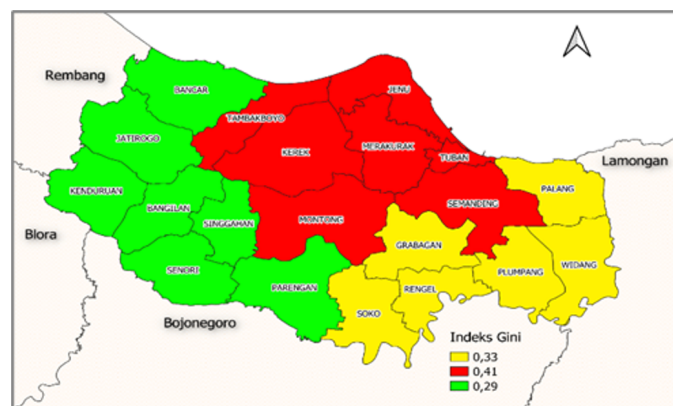 Rembang
BANCAR
JENU
TAMBAKBOYO
JATIROGO
KEREK
MERAKURAK
TUBAN
Lamongan
KENDURUAN
PALANG
BANGILAN
SINGGAHAN
MONTONG
SEMANDING
Blora
GRABAGAN
SENORI
PLUMPANG
WIDANG
PARENGAN
RENGEL
SOKO
Bojonegoro
Indeks Gini
0,33
0,41
0,29